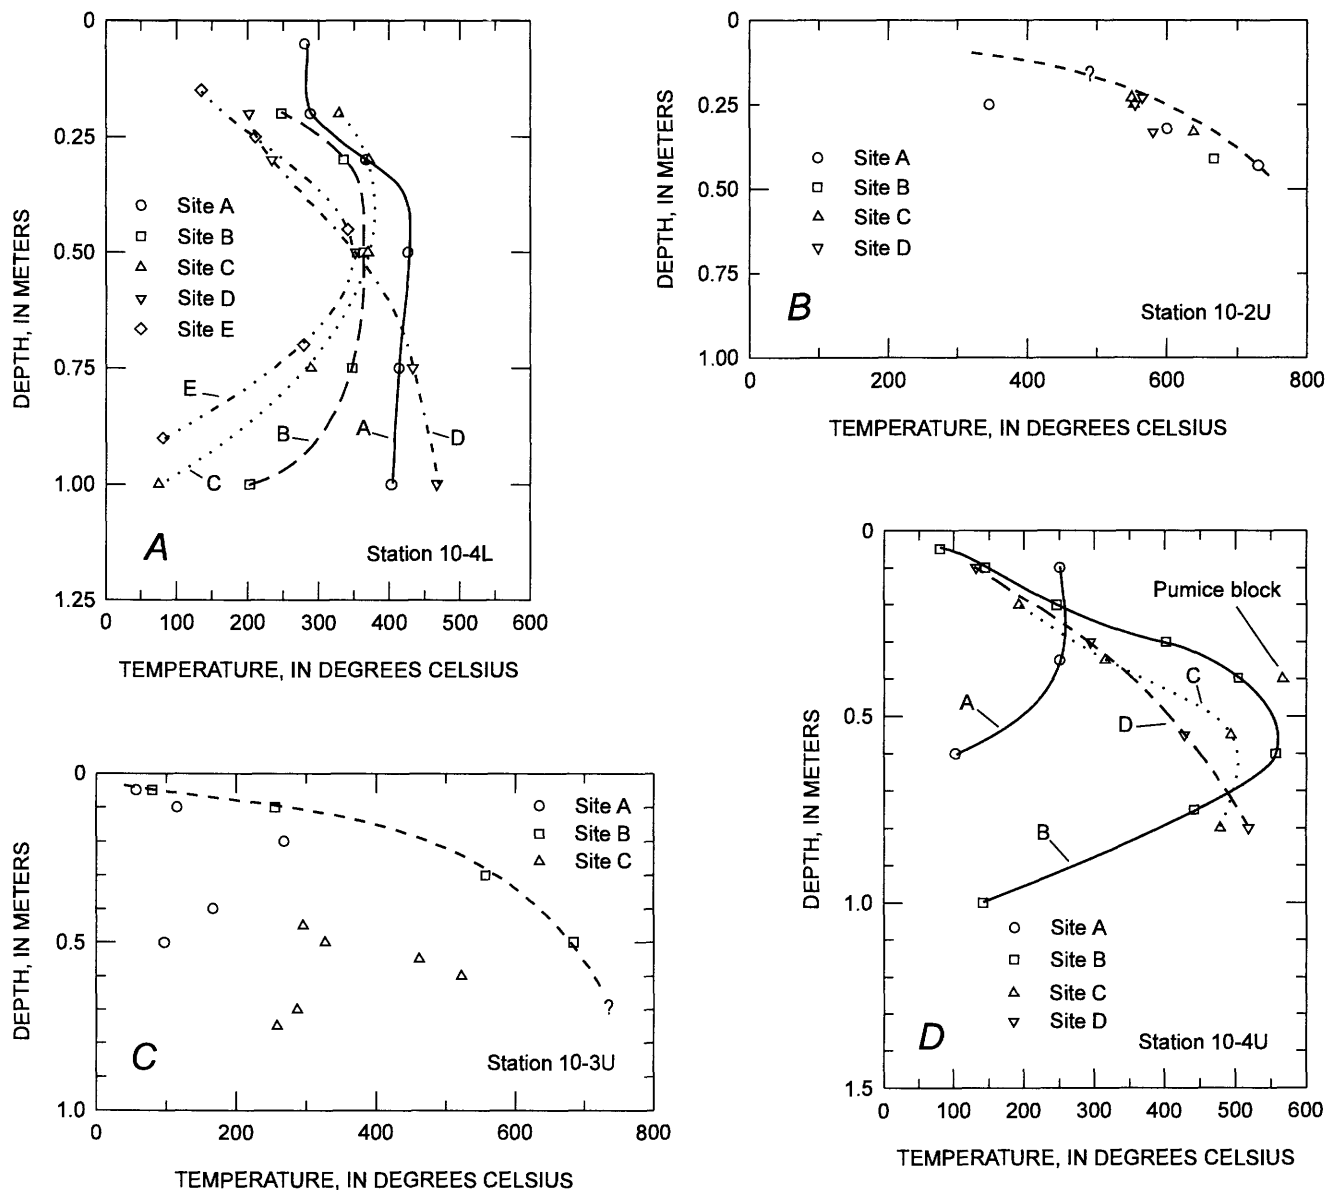 0
0.25
0.50
0.75
1.00
1.25
DEPTH, IN METERS
Site A
Site B
Site C
Site D
Site E
E
C
B
A
D
A
Station 10-4L
0 100 200 300 400 500 600
TEMPERATURE, IN DEGREES CELSIUS
0
0.25
0.50
0.75
1.00
DEPTH, IN METERS
?
Site A
Site B
Site C
Site D
B
Station 10-2U
0 200 400 600 800
TEMPERATURE, IN DEGREES CELSIUS
0
0.5
1.0
DEPTH, IN METERS
Site A
Site B
Site C
?
C
Station 10-3U
0 200 400 600 800
TEMPERATURE, IN DEGREES CELSIUS
0
0.5
1.0
1.5
DEPTH, IN METERS
Pumice block
A
C
D
B
Site A
Site B
Site C
Site D
D
Station 10-4U
0 100 200 300 400 500 600
TEMPERATURE, IN DEGREES CELSIUS